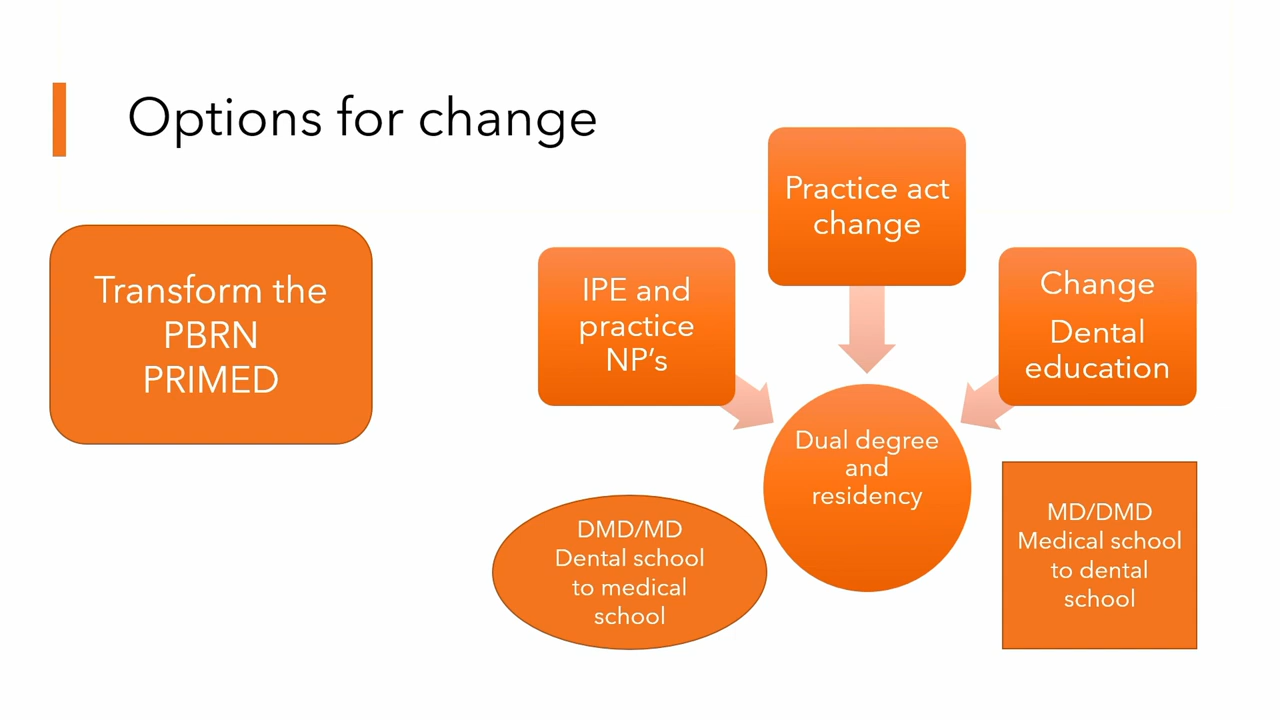 Options for change
Transform the
PBRN
PRIMED
IPE and
practice
NP’s
Practice act
change
Change
Dental
education
Dual degree
and
residency
DMD/MD
Dental school
to medical
school
MD/DMD
Medical school
to dental
school